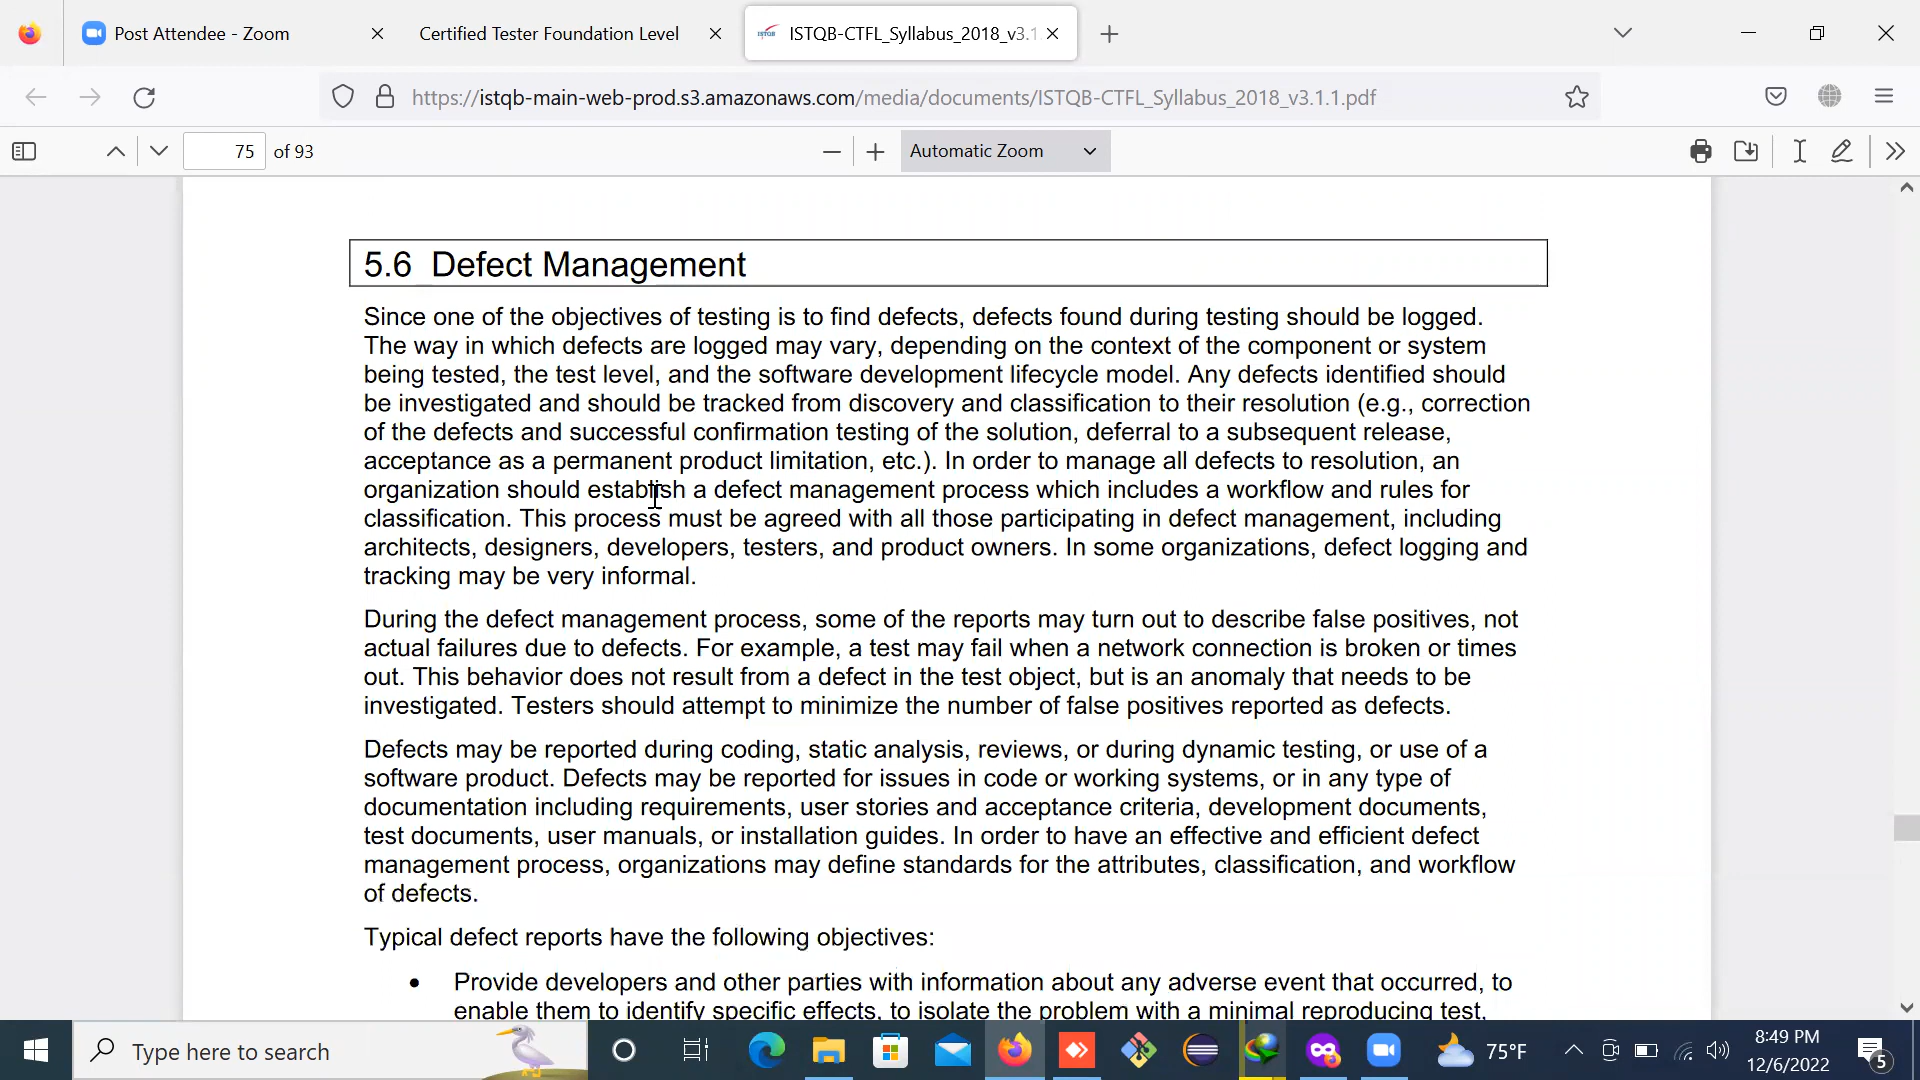 Post Attendee - Zoom
Certified Tester Foundation Level
ISTQB-CTFL_Syllabus_2018_v3.1
https://istqb-main-web-prod.s3.amazonaws.com/media/documents/ISTQB-CTFL_Syllabus_2018_v3.1.1.pdf
75 of 93
Automatic Zoom
5.6 Defect Management
Since one of the objectives of testing is to find defects, defects found during testing should be logged.
The way in which defects are logged may vary, depending on the context of the component or system
being tested, the test level, and the software development lifecycle model. Any defects identified should
be investigated and should be tracked from discovery and classification to their resolution (e.g., correction
of the defects and successful confirmation testing of the solution, deferral to a subsequent release,
acceptance as a permanent product limitation, etc.). In order to manage all defects to resolution, an
organization should establish a defect management process which includes a workflow and rules for
classification. This process must be agreed with all those participating in defect management, including
architects, designers, developers, testers, and product owners. In some organizations, defect logging and
tracking may be very informal.
During the defect management process, some of the reports may turn out to describe false positives, not
actual failures due to defects. For example, a test may fail when a network connection is broken or times
out. This behavior does not result from a defect in the test object, but is an anomaly that needs to be
investigated. Testers should attempt to minimize the number of false positives reported as defects.
Defects may be reported during coding, static analysis, reviews, or during dynamic testing, or use of a
software product. Defects may be reported for issues in code or working systems, or in any type of
documentation including requirements, user stories and acceptance criteria, development documents,
test documents, user manuals, or installation guides. In order to have an effective and efficient defect
management process, organizations may define standards for the attributes, classification, and workflow
of defects.
Typical defect reports have the following objectives:
• Provide developers and other parties with information about any adverse event that occurred, to
enable them to identify specific effects, to isolate the problem with a minimal reproducing test,
Type here to search
75°F
8:49 PM
12/6/2022
5